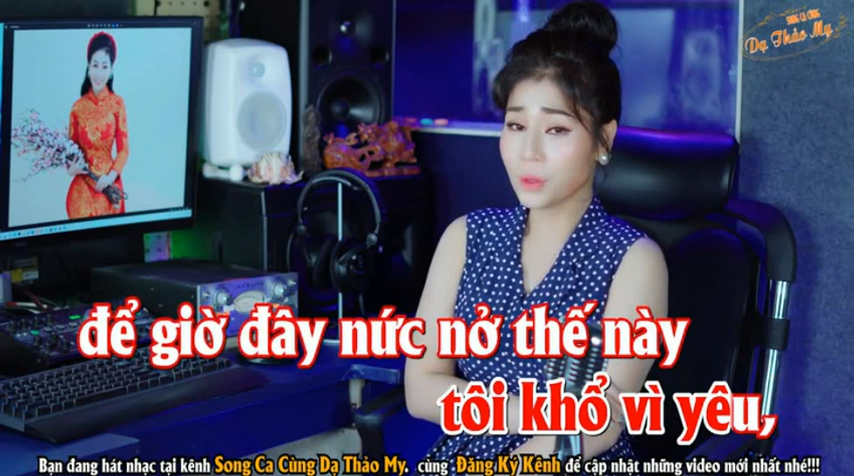 SONG CA CÙNG
Dạ Thảo My
để giờ đây nức nở thế này
tôi khổ vì yêu,
Bạn đang hát nhạc tại kênh Song Ca Cùng Dạ Thảo My. cùng Đăng Ký Kênh để cập nhật những video mới nhất nhé!!!